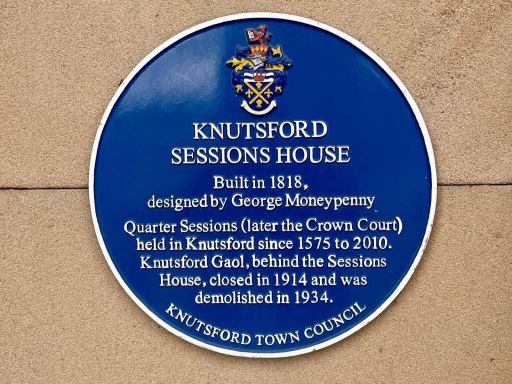 KNUTSFORD
SESSIONS HOUSE
Built in 1818,
designed by George Moneypenny
Quarter Sessions (later the Crown Court)
held in Knutsford since 1575 to 2010.
Knutsford Gaol, behind the Sessions
House, closed in 1914 and was
demolished in 1934.
KNUTSFORD TOWN COUNCIL